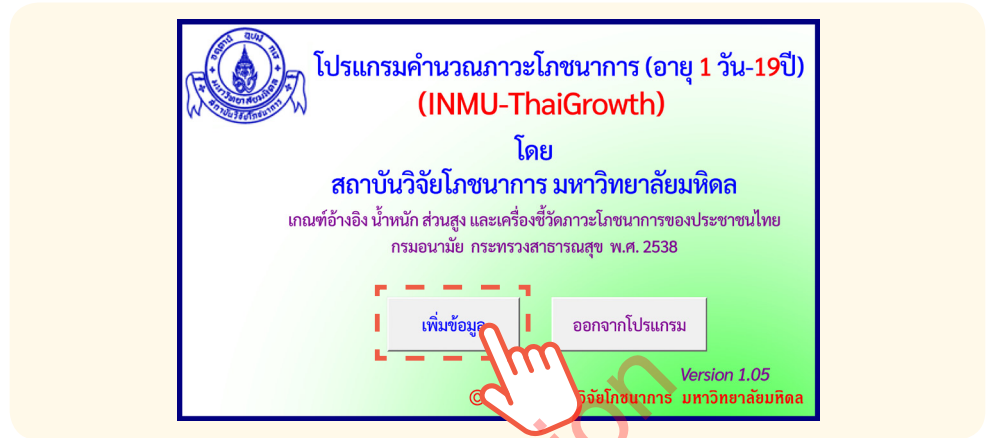 โปรแกรมคำนวณภาวะโภชนาการ (อายุ 1 วัน-19ปี)
(INMU-ThaiGrowth)
โดย
สถาบันวิจัยโภชนาการ มหาวิทยาลัยมหิดล
เกณฑ์อ้างอิง น้ำหนัก ส่วนสูง และเครื่องชี้วัดภาวะโภชนาการของประชาชนไทย
กรมอนามัย กระทรวงสาธารณสุข พ.ศ. 2538
เพิ่มข้อมูล
ออกจากโปรแกรม
Version 1.05
© วิจัยโภชนาการ มหาวิทยาลัยมหิดล